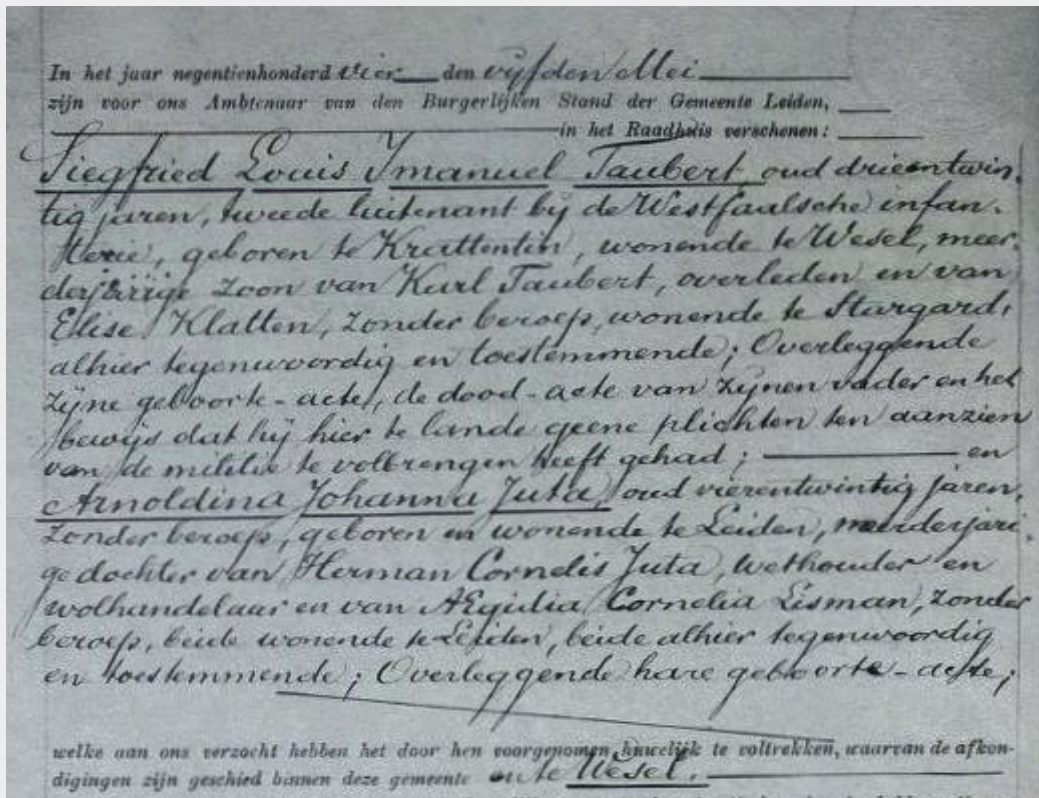 In het jaar negentienhonderd vier den vijfden Mei
zijn voor ons Ambtenaar van den Burgerlijken Stand der Gemeente Leiden,
in het Raadhuis verschenen:
Siegfried Louis Imanuel Taubert oud drieentwin-
tig jaren, tweede luitenant bij de Westfaalsche infan-
terie, geboren te Krattentin, wonende te Wesel, meer-
derjarige zoon van Karl Taubert, overleden en van
Elise Klatten, zonder beroep, wonende te Stargard,
alhier tegenwoordig en toestemmende; Overleggende
zijne geboorte-acte, de dood-acte van zijnen vader en het
bewijs dat hij hier te lande geene plichten ten aanzien
van de militie te volbrengen heeft gehad; en
Arnoldina Johanna Juta, oud vierentwintig jaren,
zonder beroep, geboren en wonende te Leiden, meerderjari-
ge dochter van Herman Cornelis Juta, wethouder en
wolhandelaar en van AEgidia Cornelia Lisman, zonder
beroep, beide wonende te Leiden, beide alhier tegenwoordig
en toestemmende; Overleggende hare geboorte-acte;
welke aan ons verzocht hebben het door hen voorgenomen huwelijk te voltrekken, waarvan de afkon-
digingen zijn geschied binnen deze gemeente en te Wesel.